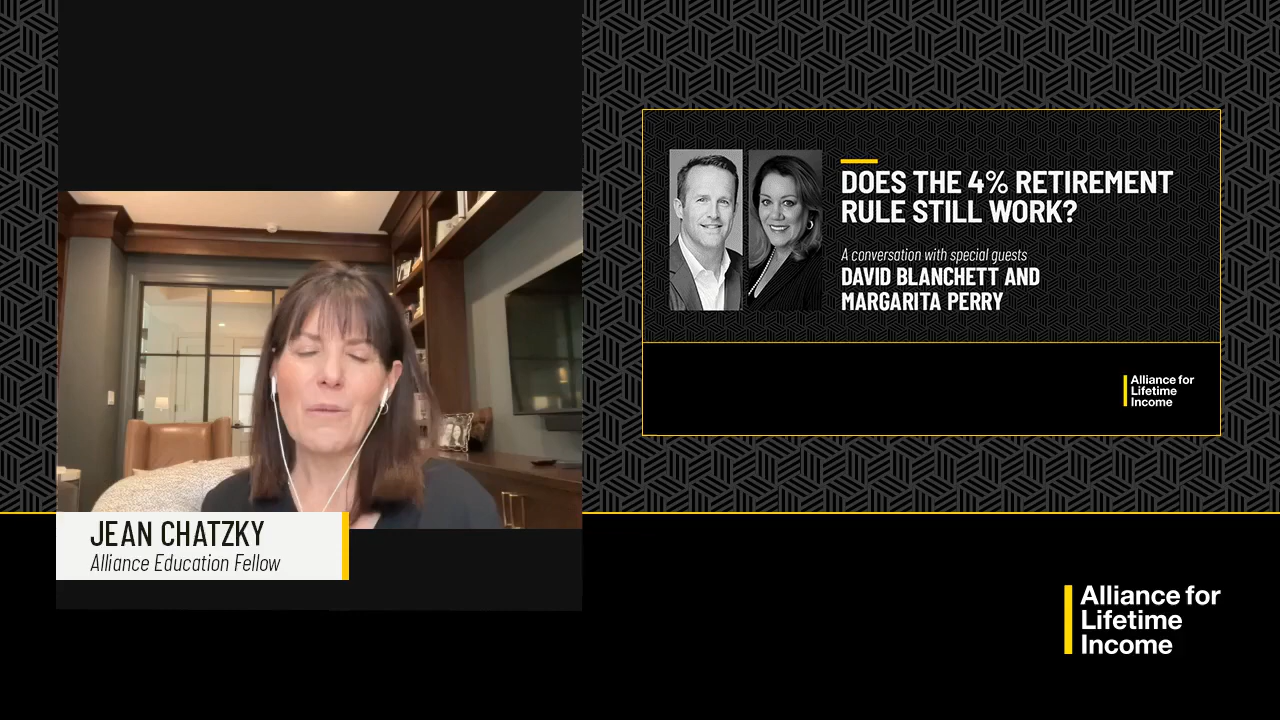 JEAN CHATZKY
Alliance Education Fellow
DOES THE 4% RETIREMENT
RULE STILL WORK?
A conversation with special guests
DAVID BLANCHETT AND
MARGARITA PERRY
Alliance for
Lifetime
Income
Alliance for
Lifetime
Income